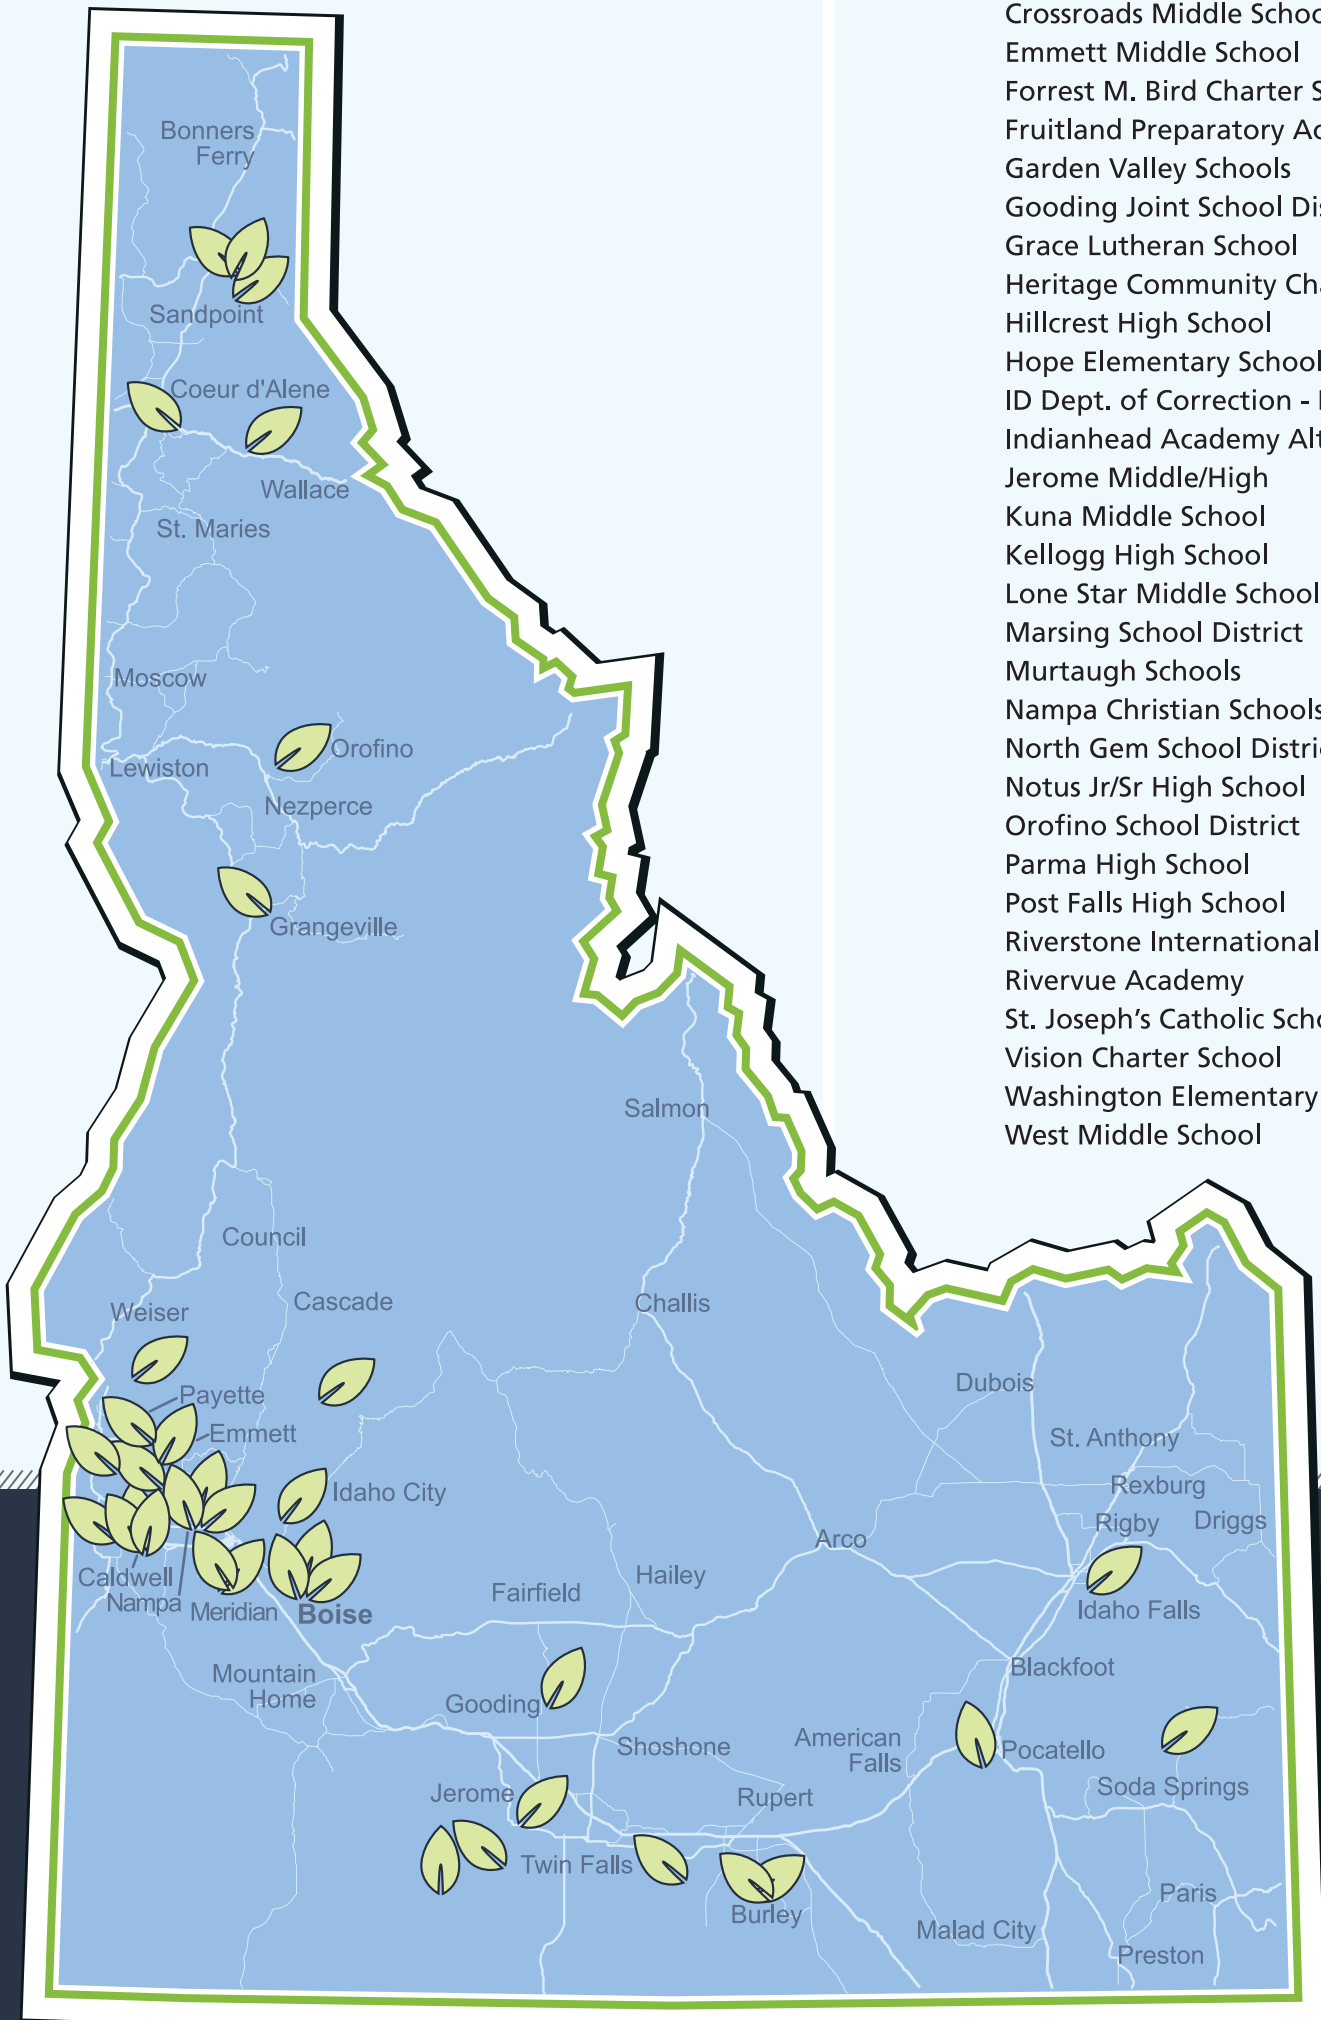 Crossroads Middle Schoo
Emmett Middle School
Forrest M. Bird Charter S
Fruitland Preparatory Ac
Garden Valley Schools
Gooding Joint School Dis
Grace Lutheran School
Heritage Community Cha
Hillcrest High School
Hope Elementary School
ID Dept. of Correction -
Indianhead Academy Alt
Jerome Middle/High
Kuna Middle School
Kellogg High School
Lone Star Middle School
Marsing School District
Murtaugh Schools
Nampa Christian Schools
North Gem School Distri
Notus Jr/Sr High School
Orofino School District
Parma High School
Post Falls High School
Riverstone International
Rivervue Academy
St. Joseph’s Catholic Scho
Vision Charter School
Washington Elementary
West Middle School
Bonners
Ferry
Sandpoint
Coeur d'Alene
Wallace
St. Maries
Moscow
Orofino
Lewiston
Nezperce
Grangeville
Salmon
Council
Cascade
Weiser
Challis
Payette
Dubois
Emmett
St. Anthony
Rexburg
Idaho City
Rigby
Driggs
Arco
Caldwell
Hailey
Nampa
Fairfield
Meridian
Boise
Idaho Falls
Mountain
Home
Blackfoot
Gooding
American
Falls
Shoshone
Pocatello
Jerome
Rupert
Soda Springs
Twin Falls
Burley
Paris
Malad City
Preston